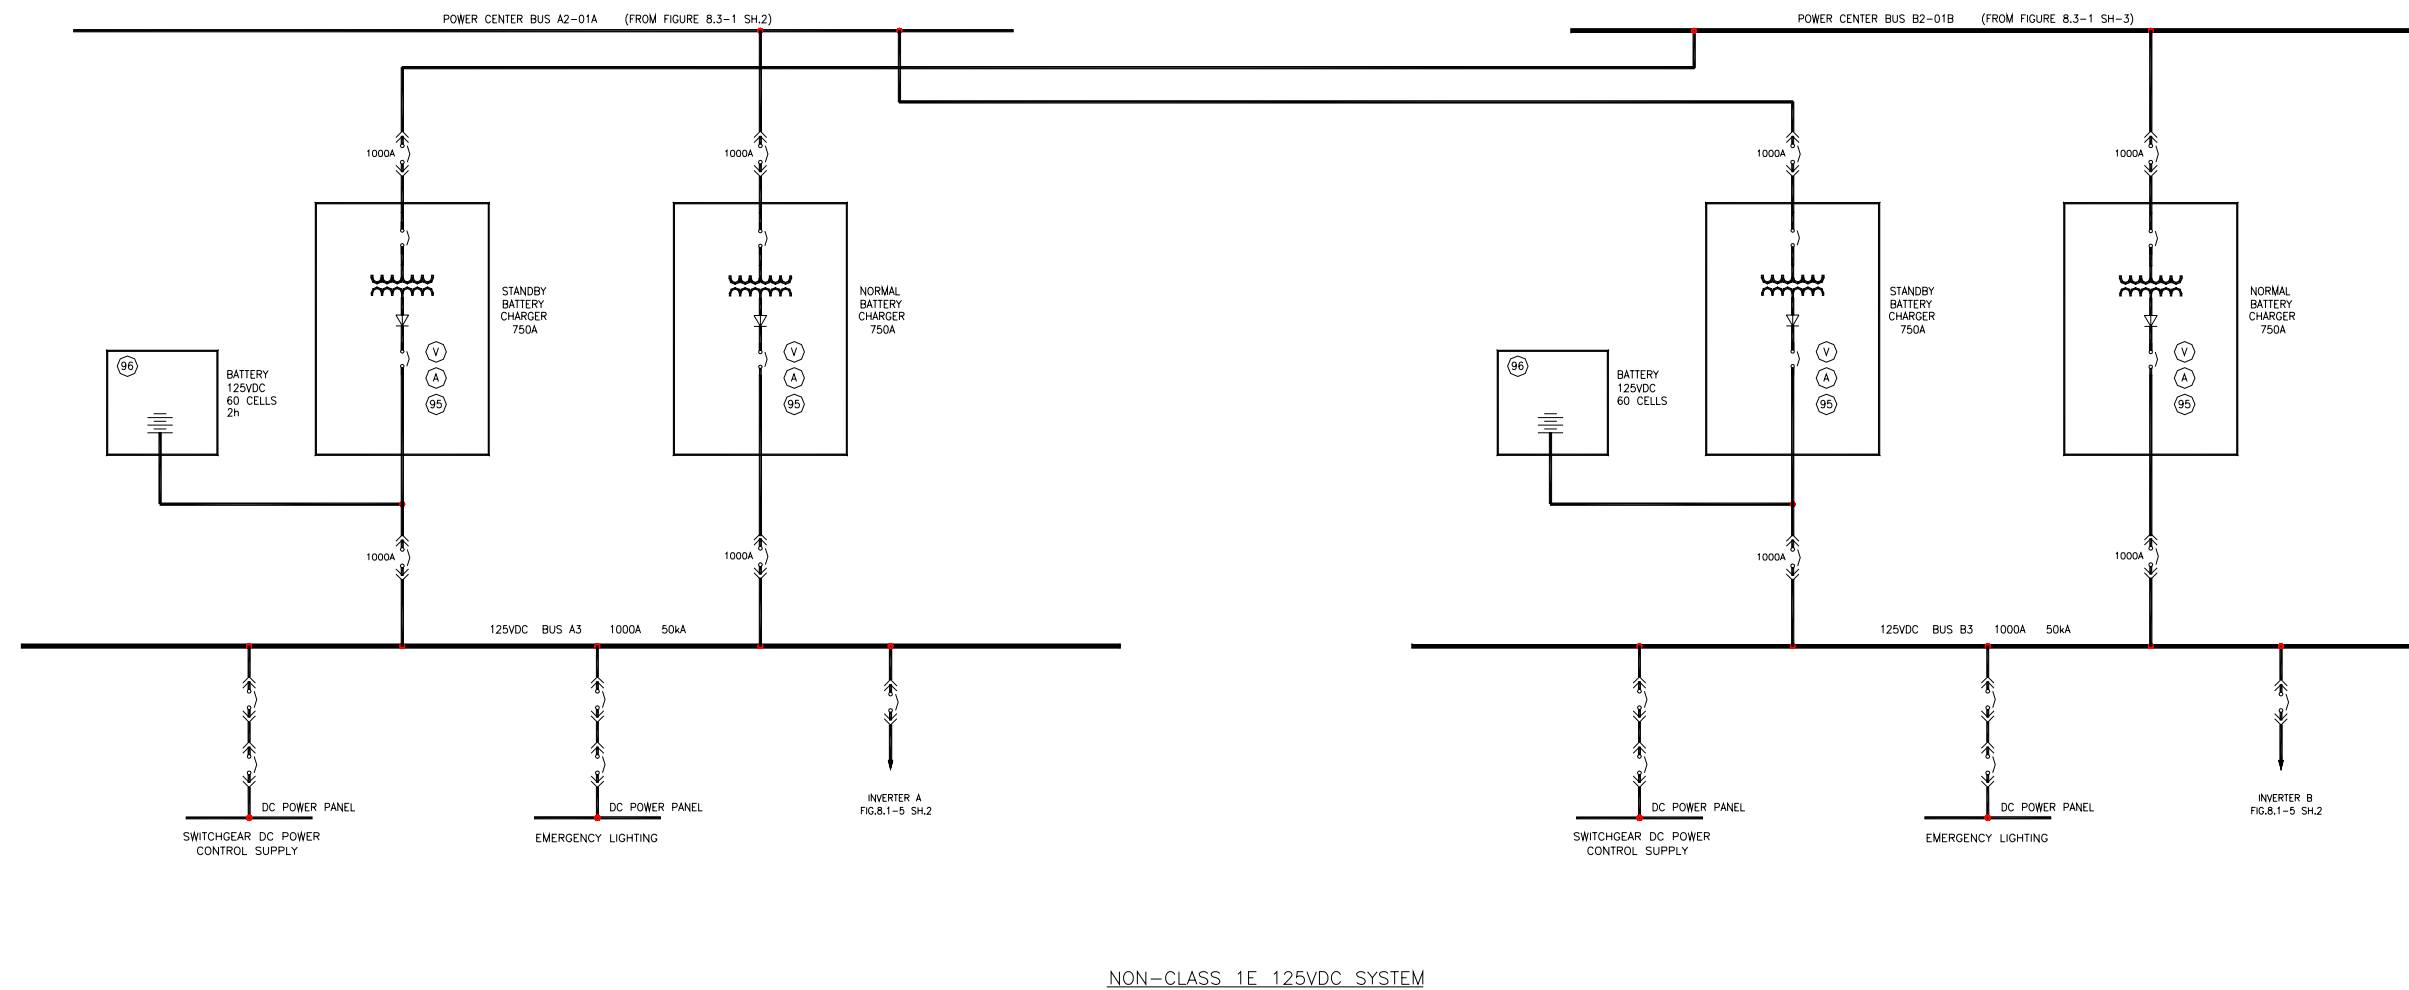 POWER CENTER BUS A2-01A (FROM FIGURE 8.3-1 SH.2)
POWER CENTER BUS B2-01B (FROM FIGURE 8.3-1 SH-3)
1000A
1000A
1000A
1000A
STANDBY
BATTERY
CHARGER
750A
NORMAL
BATTERY
CHARGER
750A
STANDBY
BATTERY
CHARGER
750A
NORMAL
BATTERY
CHARGER
750A
96
BATTERY
125VDC
60 CELLS
2h
V
A
95
V
A
95
96
BATTERY
125VDC
60 CELLS
V
A
95
V
A
95
1000A
1000A
1000A
1000A
125VDC BUS A3 1000A 50kA
125VDC BUS B3 1000A 50kA
DC POWER PANEL
SWITCHGEAR DC POWER
CONTROL SUPPLY
DC POWER PANEL
EMERGENCY LIGHTING
INVERTER A
FIG.8.1-5 SH.2
DC POWER PANEL
SWITCHGEAR DC POWER
CONTROL SUPPLY
DC POWER PANEL
EMERGENCY LIGHTING
INVERTER B
FIG.8.1-5 SH.2
NON-CLASS 1E 125VDC SYSTEM